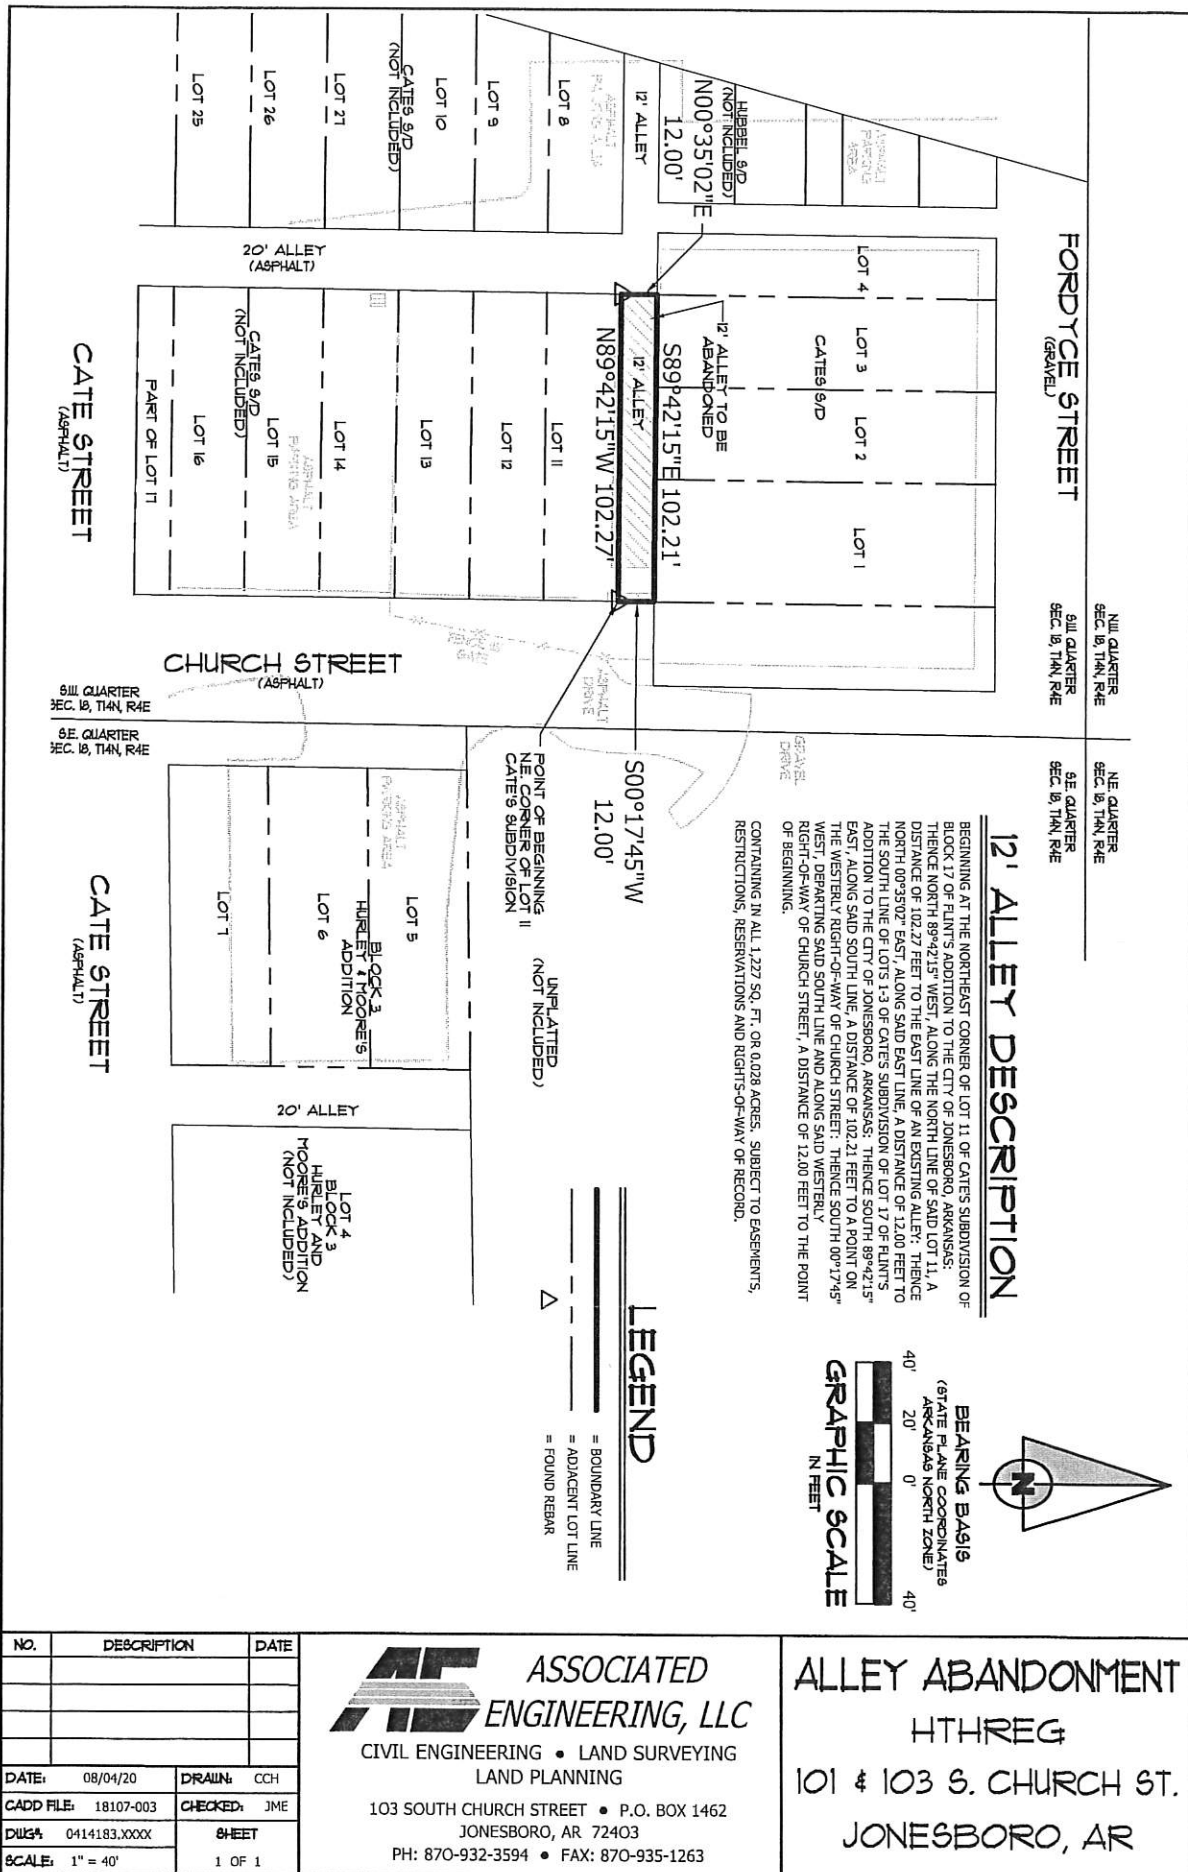 FORDYCE STREET
(GRAVEL)
N.W. QUARTER
SEC. 18, T14N, R4E
S.W. QUARTER
SEC. 18, T14N, R4E
N.E. QUARTER
SEC. 18, T14N, R4E
S.E. QUARTER
SEC. 18, T14N, R4E
HUBBEL S/D
(NOT INCLUDED)
N00°35'02"E
12.00'
12' ALLEY
ASPHALT
PARKING
AREA
LOT 8
LOT 9
LOT 10
CATES S/D
(NOT INCLUDED)
LOT 27
LOT 26
LOT 25
20' ALLEY
(ASPHALT)
LOT 4
LOT 3
LOT 2
LOT 1
CATES S/D
12' ALLEY TO BE
ABANDONED
S89°42'15"E 102.21'
12' ALLEY
N89°42'15"W 102.27'
LOT 11
LOT 12
LOT 13
LOT 14
LOT 15
CATES S/D
(NOT INCLUDED)
LOT 16
PART OF LOT 17
ASPHALT
PARKING AREA
CATE STREET
(ASPHALT)
CHURCH STREET
(ASPHALT)
S.W. QUARTER
SEC. 18, T14N, R4E
S.E. QUARTER
SEC. 18, T14N, R4E
ASPHALT
DRIVE
GRAVEL
DRIVE
S00°17'45"W
12.00'
POINT OF BEGINNING
N.E. CORNER OF LOT 11
CATE'S SUBDIVISION
UNPLATTED
(NOT INCLUDED)
ASPHALT
PARKING AREA
LOT 5
BLOCK 3
HURLEY & MOORE'S
ADDITION
LOT 6
LOT 7
CATE STREET
(ASPHALT)
20' ALLEY
LOT 4
BLOCK 3
HURLEY AND
MOORE'S ADDITION
(NOT INCLUDED)
12' ALLEY DESCRIPTION
BEGINNING AT THE NORTHEAST CORNER OF LOT 11 OF CATE'S SUBDIVISION OF
BLOCK 17 OF FLINT'S ADDITION TO THE CITY OF JONESBORO, ARKANSAS:
THENCE NORTH 89°42'15" WEST, ALONG THE NORTH LINE OF SAID LOT 11, A
DISTANCE OF 102.27 FEET TO THE EAST LINE OF AN EXISTING ALLEY: THENCE
NORTH 00°35'02" EAST, ALONG SAID EAST LINE, A DISTANCE OF 12.00 FEET TO
THE SOUTH LINE OF LOTS 1-3 OF CATE'S SUBDIVISION OF LOT 17 OF FLINT'S
ADDITION TO THE CITY OF JONESBORO, ARKANSAS: THENCE SOUTH 89°42'15"
EAST, ALONG SAID SOUTH LINE, A DISTANCE OF 102.21 FEET TO A POINT ON
THE WESTERLY RIGHT-OF-WAY OF CHURCH STREET: THENCE SOUTH 00°17'45"
WEST, DEPARTING SAID SOUTH LINE AND ALONG SAID WESTERLY
RIGHT-OF-WAY OF CHURCH STREET, A DISTANCE OF 12.00 FEET TO THE POINT
OF BEGINNING.
CONTAINING IN ALL 1,227 SQ. FT. OR 0.028 ACRES. SUBJECT TO EASEMENTS,
RESTRICTIONS, RESERVATIONS AND RIGHTS-OF-WAY OF RECORD.
LEGEND
= BOUNDARY LINE
= ADJACENT LOT LINE
= FOUND REBAR
N
BEARING BASIS
(STATE PLANE COORDINATES
ARKANSAS NORTH ZONE)
40' 20' 0' 40'
GRAPHIC SCALE
IN FEET
NO. DESCRIPTION DATE
DATE: 08/04/20 DRAWN: CCH
CADD FILE: 18107-003 CHECKED: JME
DWG#: 0414183.XXXX SHEET
SCALE: 1" = 40' 1 OF 1
AE
ASSOCIATED
ENGINEERING, LLC
CIVIL ENGINEERING • LAND SURVEYING
LAND PLANNING
103 SOUTH CHURCH STREET • P.O. BOX 1462
JONESBORO, AR 72403
PH: 870-932-3594 • FAX: 870-935-1263
ALLEY ABANDONMENT
HTHREG
101 & 103 S. CHURCH ST.
JONESBORO, AR